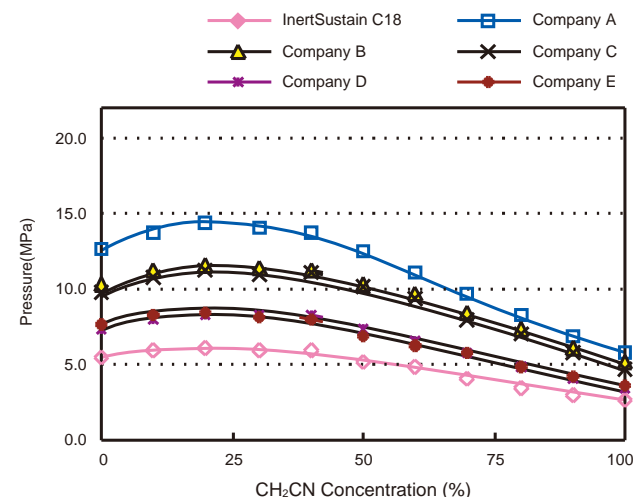 InertSustain C18 Company A
Company B Company C
Company D Company E
20.0
15.0
10.0
5.0
0.0
Pressure(MPa)
0 25 50 75 100
CH₂CN Concentration (%)